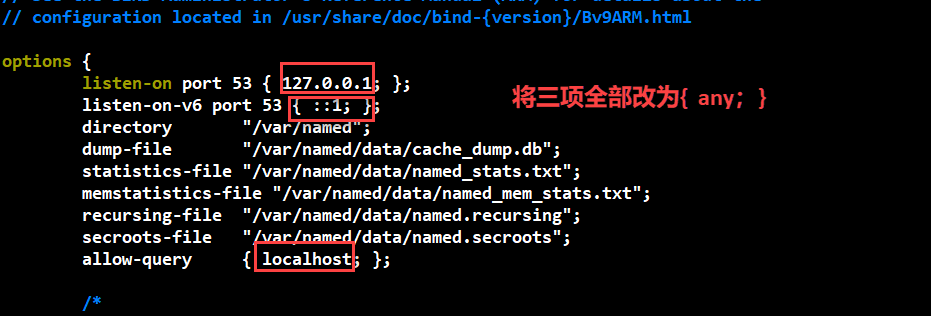 // configuration located in /usr/share/doc/bind-{version}/Bv9ARM.html
options {
listen-on port 53 { 127.0.0.1; };
listen-on-v6 port 53 { ::1; };
将三项全部改为{ any; }
directory "/var/named";
dump-file "/var/named/data/cache_dump.db";
statistics-file "/var/named/data/named_stats.txt";
memstatistics-file "/var/named/data/named_mem_stats.txt";
recursing-file "/var/named/data/named.recursing";
secroots-file "/var/named/data/named.secroots";
allow-query { localhost; };
/*